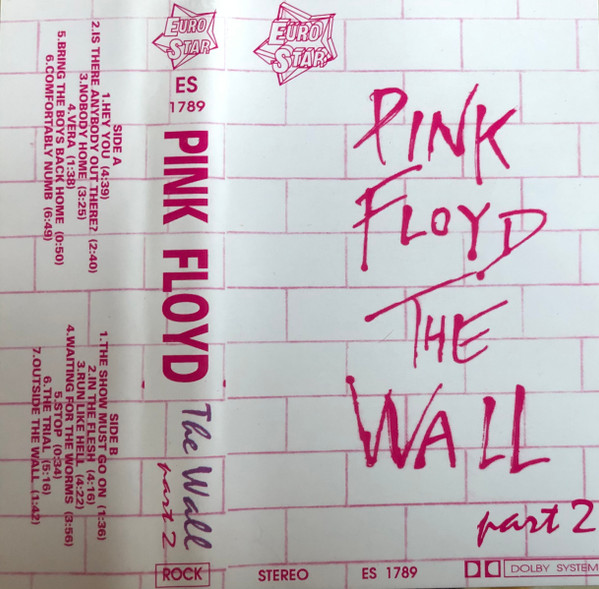 SIDE A
1.HEY YOU (4:39)
2.IS THERE ANYBODY OUT THERE? (2:40)
3.NOBODY HOME (3:25)
4.VERA (1:38)
5.BRING THE BOYS BACK HOME (0:50)
6.COMFORTABLY NUMB (6:49)
SIDE B
1.THE SHOW MUST GO ON (1:36)
2.IN THE FLESH (4:16)
3.RUN LIKE HELL (4:22)
4.WAITING FOR THE WORMS (3:56)
5.STOP (0:34)
6.THE TRIAL (5:16)
7.OUTSIDE THE WALL (1:42)
EURO
STAR
ES
1789
PINK FLOYD The Wall
part 2
ROCK
EURO
STAR
PINK
FLOYD
THE
WALL
part 2
STEREO ES 1789 DOLBY SYSTEM